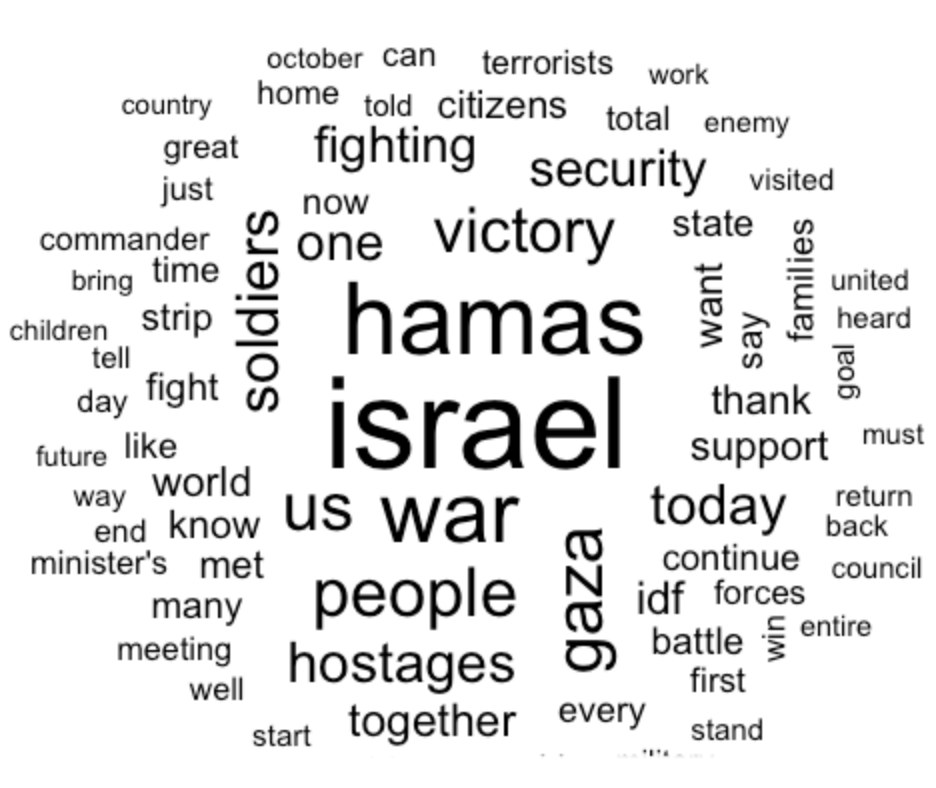 october can terrorists work
country home told citizens total enemy
great fighting security visited
just now
commander one victory state
bring time soldiers want families united
children strip hamas say heard
tell
day fight israel thank goal
future like support must
way world us war today return
end know back
minister's met gaza continue council
many people idf forces
meeting hostages battle win entire
well first
start together every stand